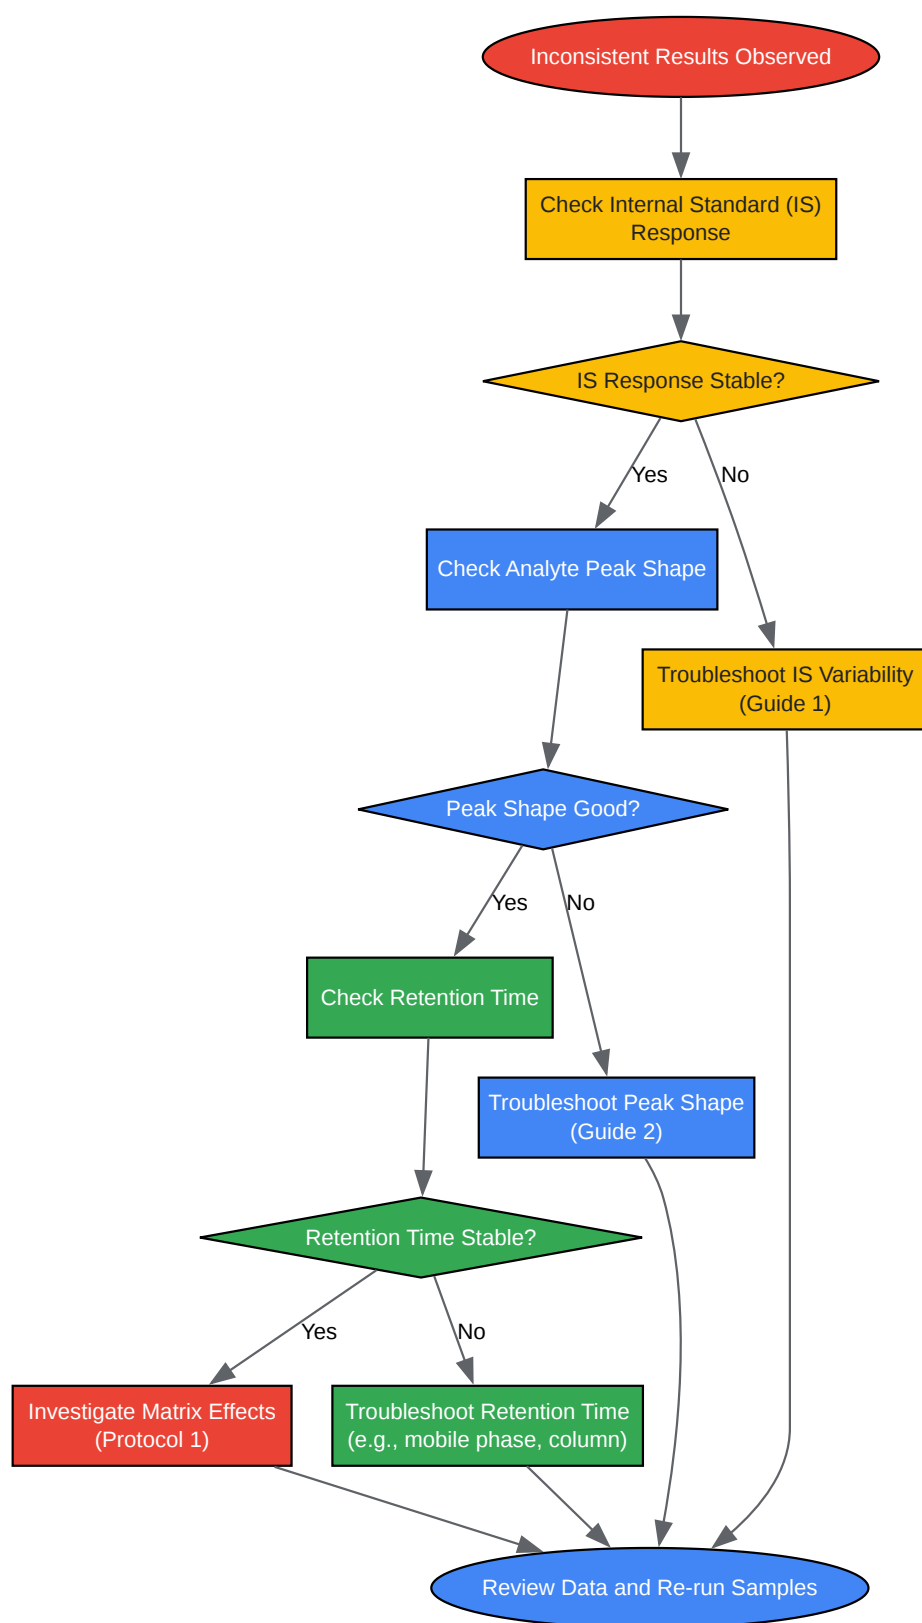 Inconsistent Results Observed
Check Internal Standard (IS)
Response
IS Response Stable?
Yes
No
Check Analyte Peak Shape
Troubleshoot IS Variability
(Guide 1)
Peak Shape Good?
Yes
No
Check Retention Time
Troubleshoot Peak Shape
(Guide 2)
Retention Time Stable?
Yes
No
Investigate Matrix Effects
(Protocol 1)
Troubleshoot Retention Time
(e.g., mobile phase, column)
Review Data and Re-run Samples